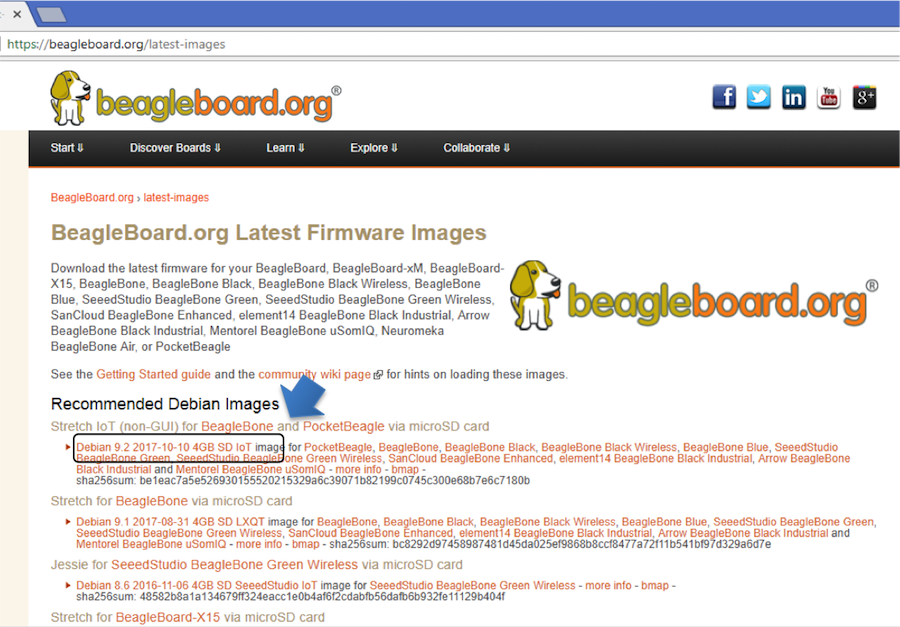 https://beagleboard.org/latest-images
beagleboard.org®
You Tube
Start ⇓ Discover Boards ⇓ Learn ⇓ Explore ⇓ Collaborate ⇓
BeagleBoard.org › latest-images
BeagleBoard.org Latest Firmware Images
Download the latest firmware for your BeagleBoard, BeagleBoard-xM, BeagleBoard-
X15, BeagleBone, BeagleBone Black, BeagleBone Black Wireless, BeagleBone
Blue, SeeedStudio BeagleBone Green, SeeedStudio BeagleBone Green Wireless,
SanCloud BeagleBone Enhanced, element14 BeagleBone Black Industrial, Arrow
BeagleBone Black Industrial, Mentorel BeagleBone uSomIQ, Neuromeka
BeagleBone Air, or PocketBeagle
beagleboard.org®
See the Getting Started guide and the community wiki page for hints on loading these images.
Recommended Debian Images
Stretch IoT (non-GUI) for BeagleBone and PocketBeagle via microSD card
Debian 9.2 2017-10-10 4GB SD IoT image for PocketBeagle, BeagleBone, BeagleBone Black, BeagleBone Black Wireless, BeagleBone Blue, SeeedStudio
BeagleBone Green, SeeedStudio BeagleBone Green Wireless, SanCloud BeagleBone Enhanced, element14 BeagleBone Black Industrial, Arrow BeagleBone
Black Industrial and Mentorel BeagleBone uSomIQ - more info - bmap -
sha256sum: be1eac7a5e526930155520215329a6c39071b82199c0745c300e68b7e6c7180b
Stretch for BeagleBone via microSD card
Debian 9.1 2017-08-31 4GB SD LXQT image for BeagleBone, BeagleBone Black, BeagleBone Black Wireless, BeagleBone Blue, SeeedStudio BeagleBone Green,
SeeedStudio BeagleBone Green Wireless, SanCloud BeagleBone Enhanced, element14 BeagleBone Black Industrial, Arrow BeagleBone Black Industrial and
Mentorel BeagleBone uSomIQ - more info - bmap - sha256sum: bc8292d97458987481d45da025ef9868b8ccf8477a72f11b541bf97d329a6d7e
Jessie for SeeedStudio BeagleBone Green Wireless via microSD card
Debian 8.6 2016-11-06 4GB SD SeeedStudio IoT image for SeeedStudio BeagleBone Green Wireless - more info - bmap -
sha256sum: 48582b8a1a134679ff324eacc1e0b4af6f2cdabfb56dafb6b932fe11129b404f
Stretch for BeagleBoard-X15 via microSD card